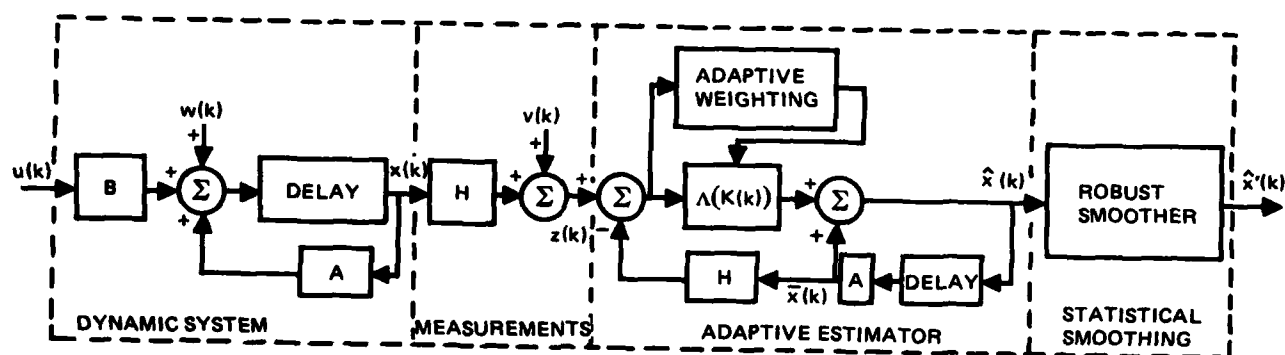 ADAPTIVE
WEIGHTING
w(k)
+
v(k)
+
u(k)
B
+
Σ
+
DELAY
x(k)
H
+
Σ
+
z(k)
Σ
−
Λ(K(k))
+
Σ
+
x̂(k)
ROBUST
SMOOTHER
x̂'(k)
A
H
x̅(k)
A
DELAY
DYNAMIC SYSTEM
MEASUREMENTS
ADAPTIVE ESTIMATOR
STATISTICAL
SMOOTHING